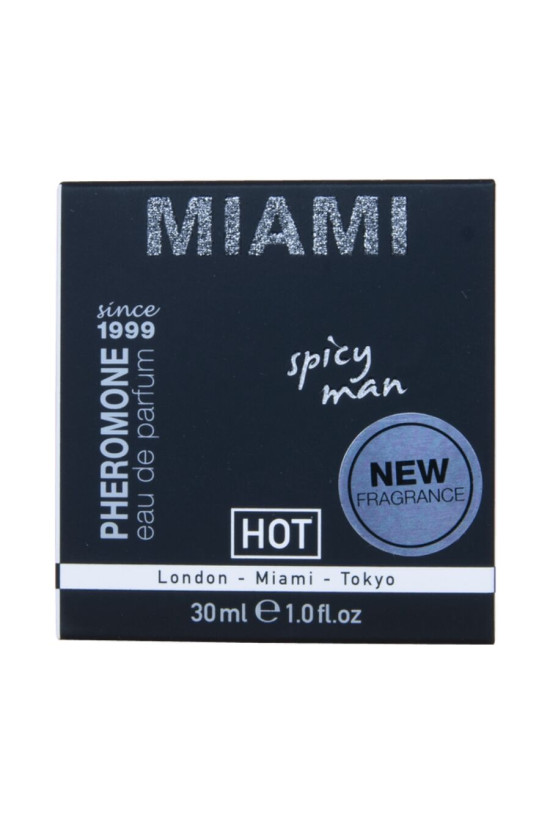 MIAMI
since
1999
PHEROMONE
eau de parfum
spicy
man
NEW
FRAGRANCE
HOT
London - Miami - Tokyo
30ml ℮ 1.0 fl.oz